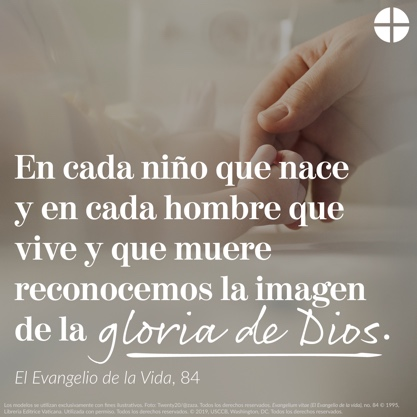 En cada niño que nace
y en cada hombre que
vive y que muere
reconocemos la imagen
de la gloria de Dios.
El Evangelio de la Vida, 84
Los modelos se utilizan exclusivamente con fines ilustrativos. Foto: Twenty20/@sozo. Todos los derechos reservados. Evangelium vitae (El Evangelio de la vida), no. 84 © 1995,
Libreria Editrice Vaticana. Utilizada con permiso. Todos los derechos reservados. © 2019, USCCB, Washington, DC. Todos los derechos reservados.